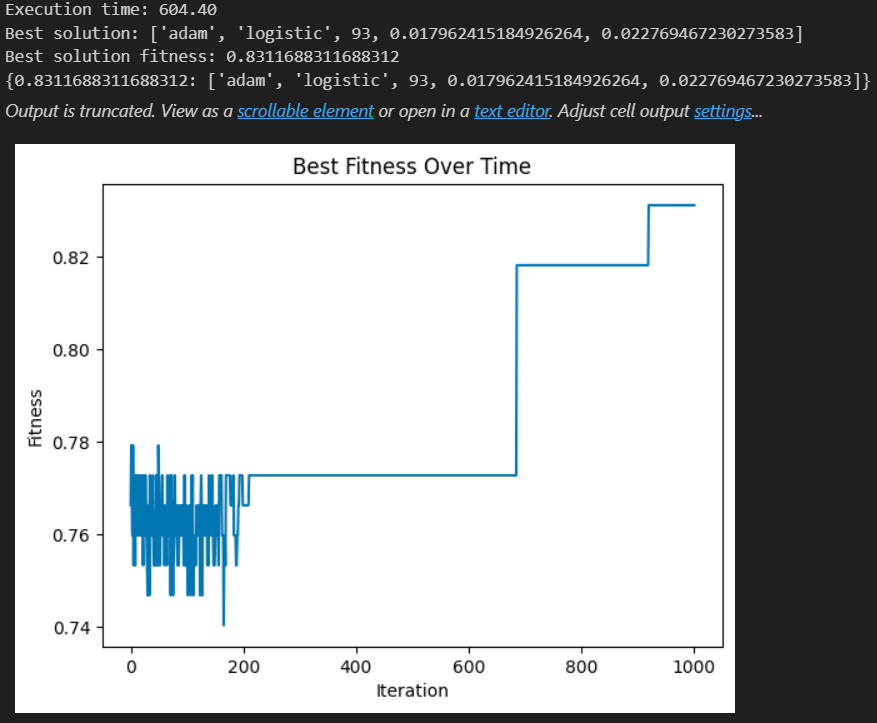 Execution time: 604.40
Best solution: ['adam', 'logistic', 93, 0.017962415184926264, 0.022769467230273583]
Best solution fitness: 0.8311688311688312
{0.8311688311688312: ['adam', 'logistic', 93, 0.017962415184926264, 0.022769467230273583]}
Output is truncated. View as a scrollable element or open in a text editor. Adjust cell output settings...
Best Fitness Over Time
0.82
0.80
0.78
0.76
0.74
Fitness
0 200 400 600 800 1000
Iteration